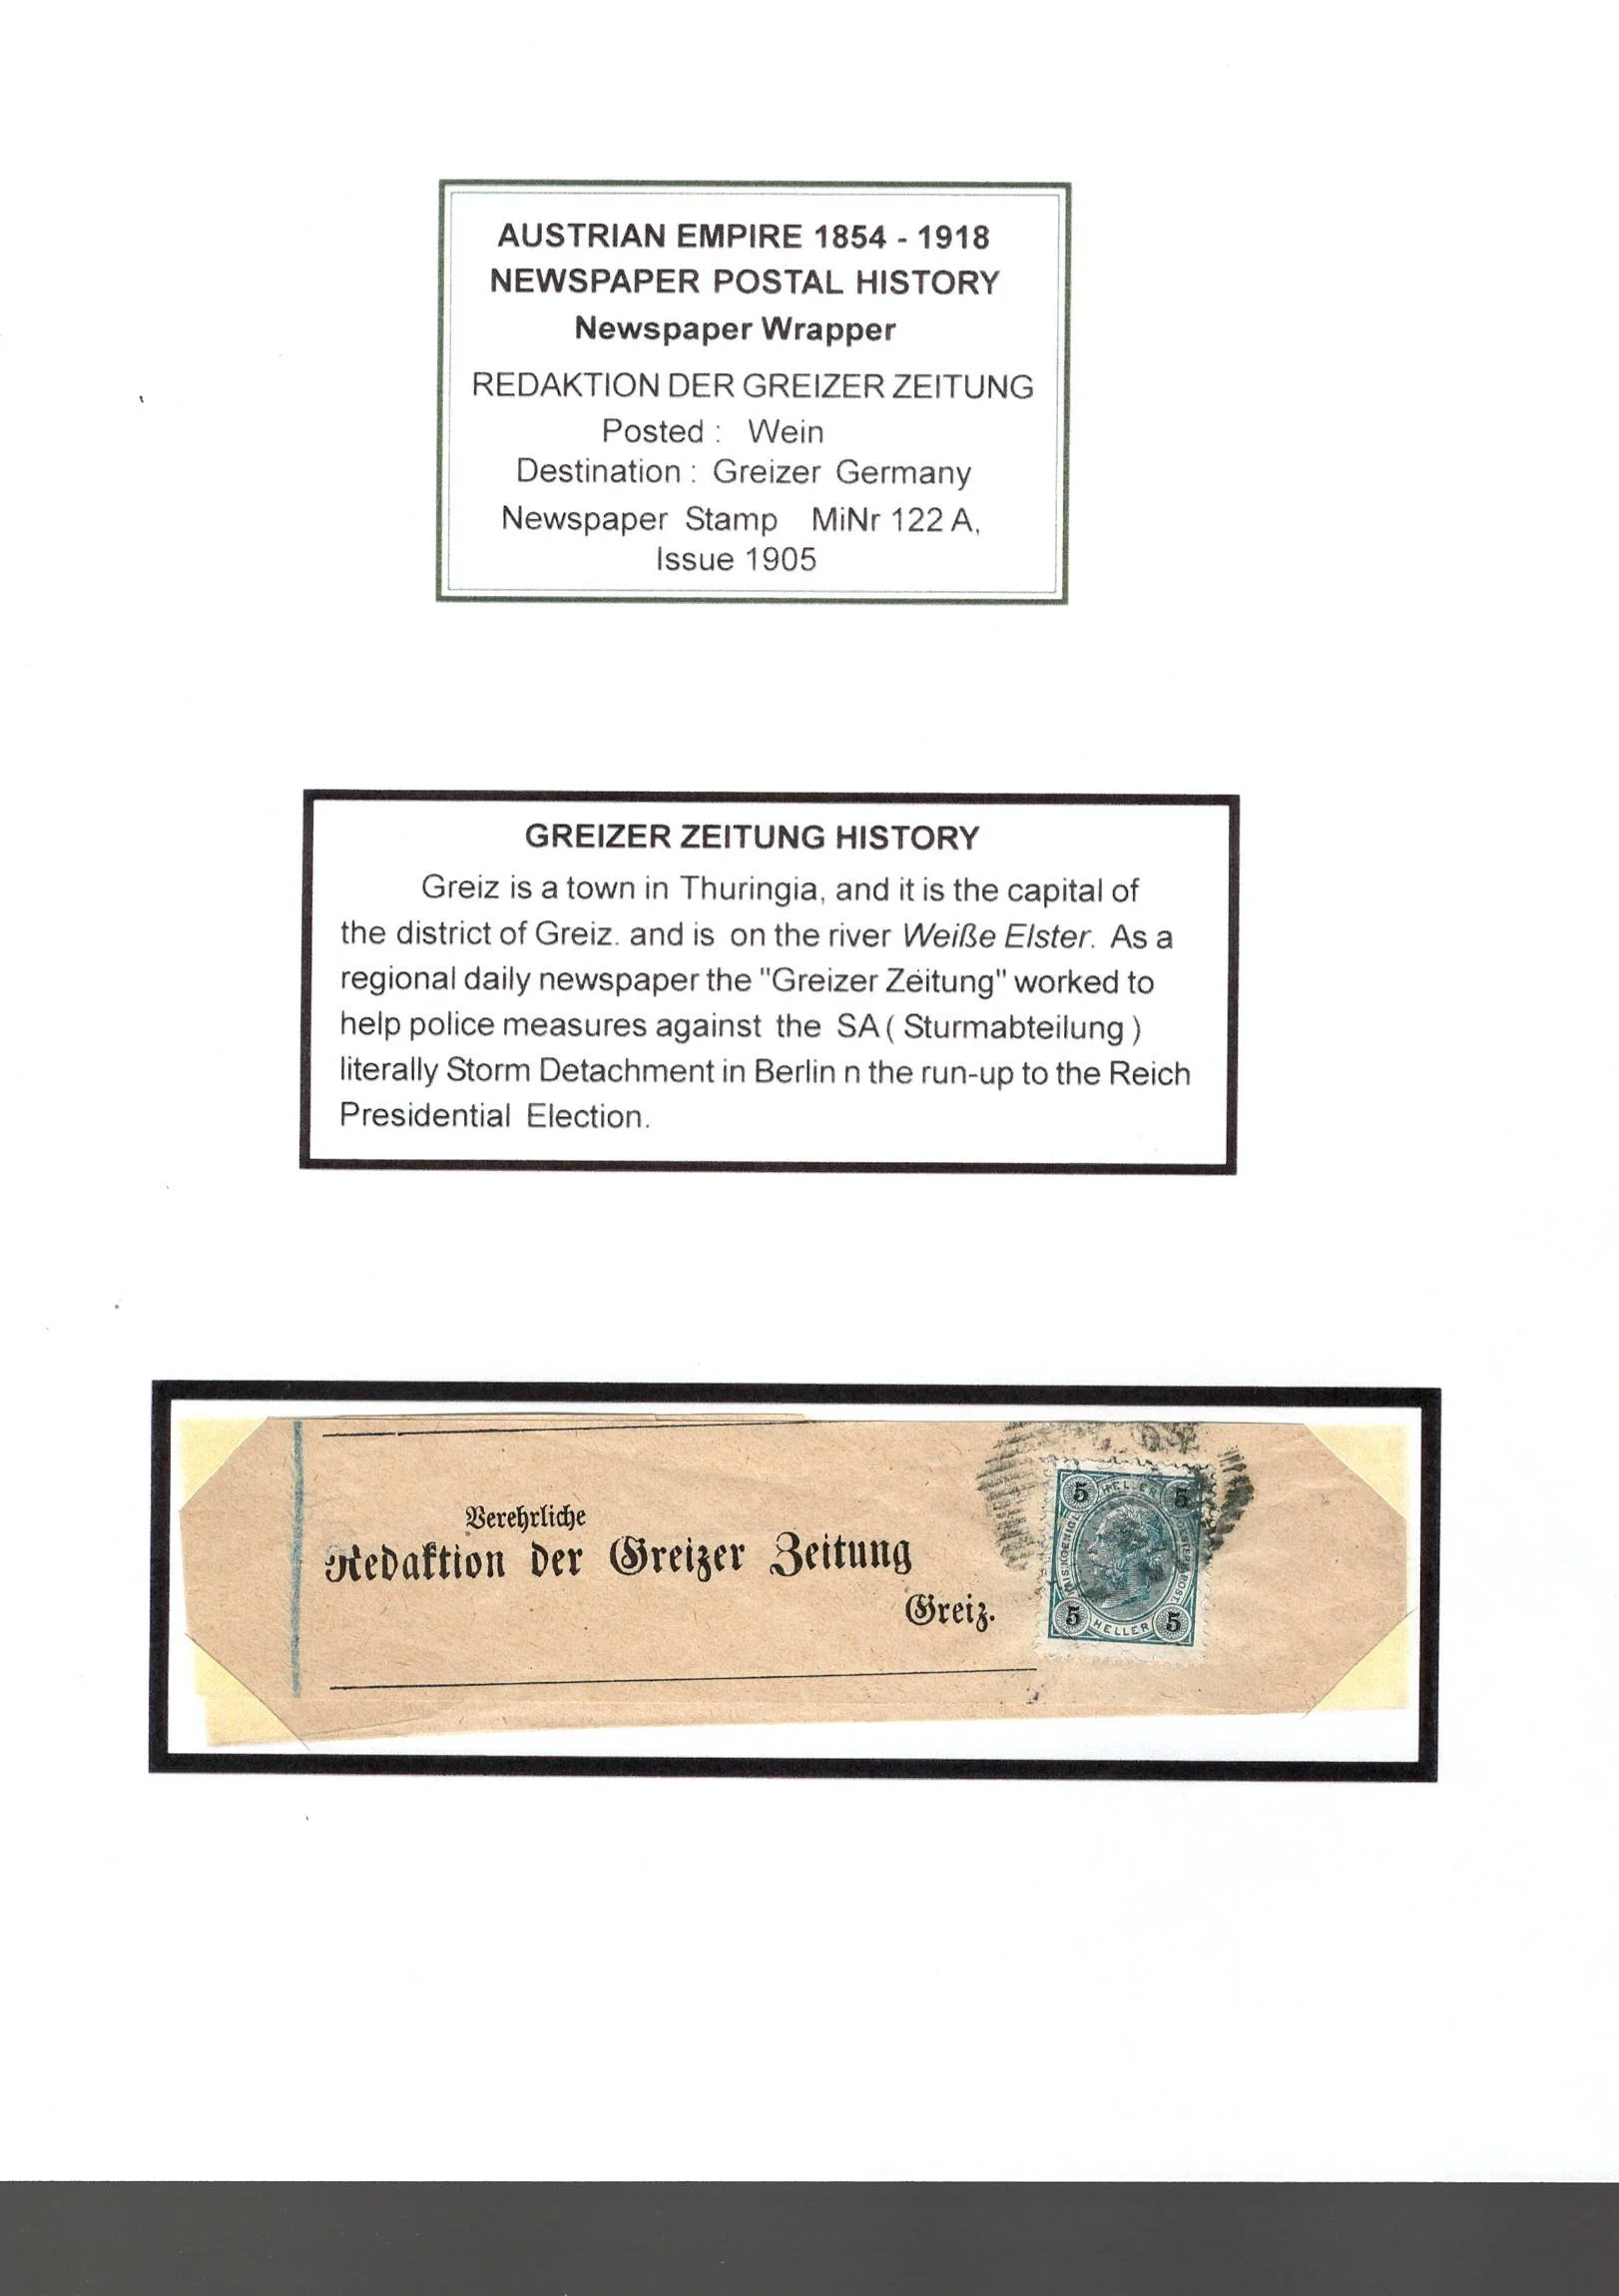 AUSTRIAN EMPIRE 1854 - 1918
NEWSPAPER POSTAL HISTORY
Newspaper Wrapper
REDAKTION DER GREIZER ZEITUNG
Posted : Wein
Destination : Greizer Germany
Newspaper Stamp MiNr 122 A,
Issue 1905
GREIZER ZEITUNG HISTORY
Greiz is a town in Thuringia, and it is the capital of
the district of Greiz. and is on the river Weiße Elster. As a
regional daily newspaper the "Greizer Zeitung" worked to
help police measures against the SA ( Sturmabteilung )
literally Storm Detachment in Berlin n the run-up to the Reich
Presidential Election.
Verehrliche
Redaktion der Greizer Zeitung
Greiz.
5 HELLER 5
5 HELLER 5